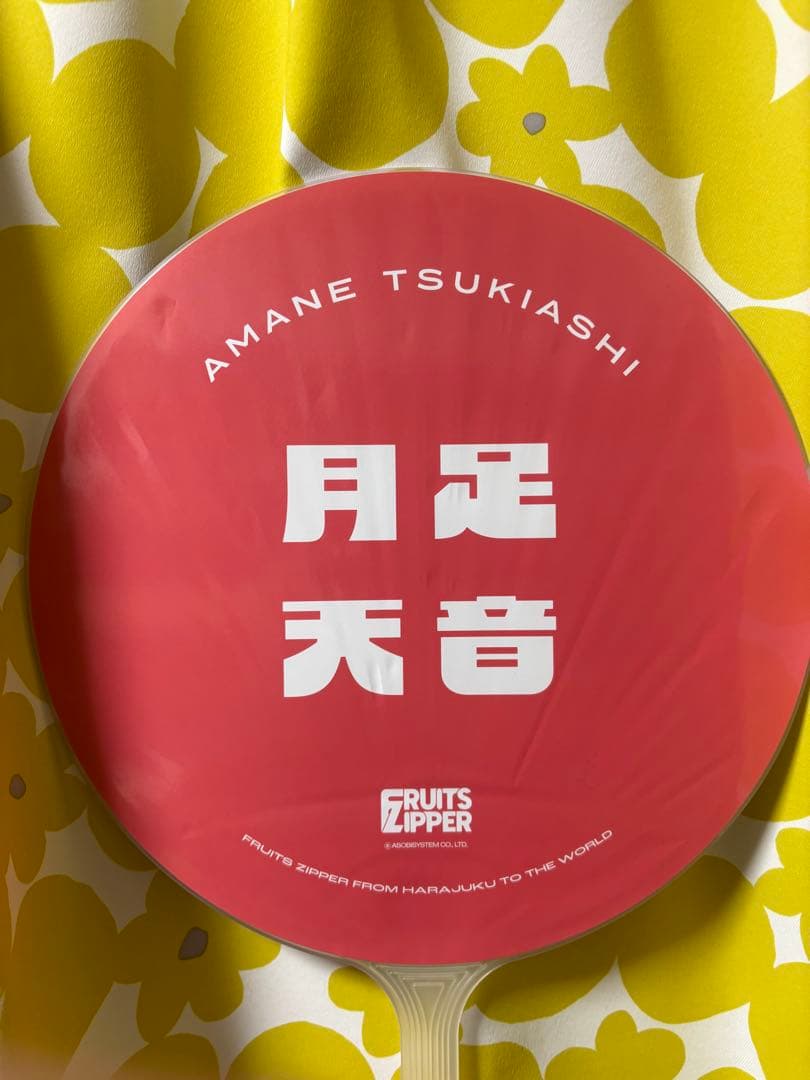 AMANE TSUKIASHI
月足
天音
FRUITS
ZIPPER
© ASOBISYSTEM CO., LTD.
FRUITS ZIPPER FROM HARAJUKU TO THE WORLD